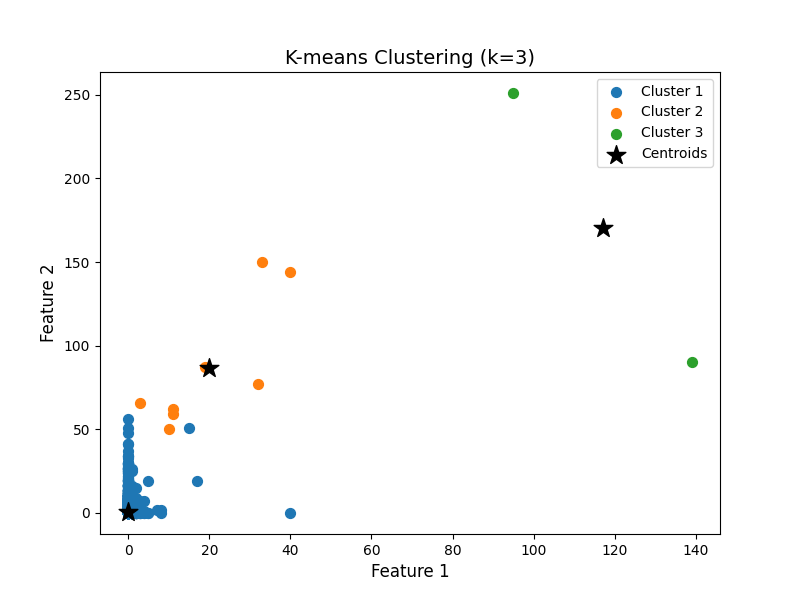 K-means Clustering (k=3)
Cluster 1
Cluster 2
Cluster 3
Centroids
Feature 2
250
200
150
100
50
0
0 20 40 60 80 100 120 140
Feature 1